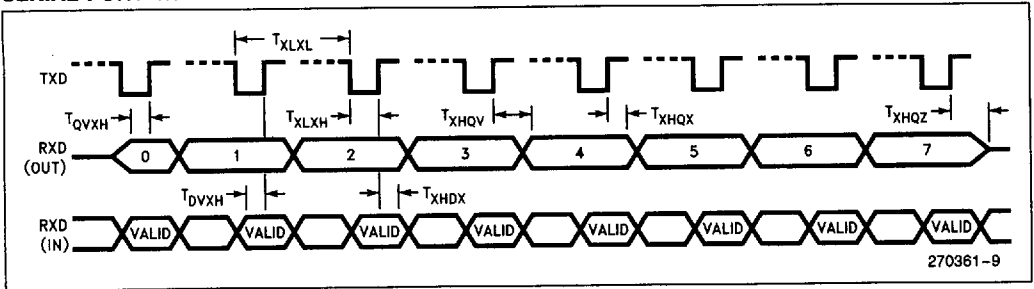 T_XLXL
TXD
T_QVXH T_XLXH T_XHQV T_XHQX T_XHQZ
RXD (OUT) 0 1 2 3 4 5 6 7
T_DVXH T_XHDX
RXD (IN) VALID VALID VALID VALID VALID VALID VALID VALID
270361-9